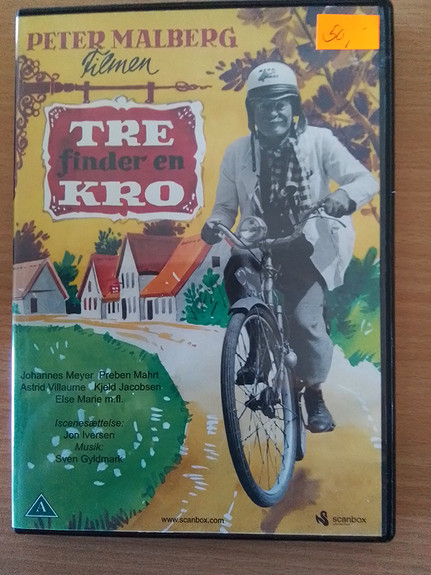 PETER MALBERG
Filmen
50,-
TRE
finder en
KRO
Johannes Meyer Preben Mahrt
Astrid Villaume Kjeld Jacobsen
Else Marie m.fl.
Iscenesættelse:
Jon Iversen
Musik:
Sven Gyldmark
A
www.scanbox.com
scanbox